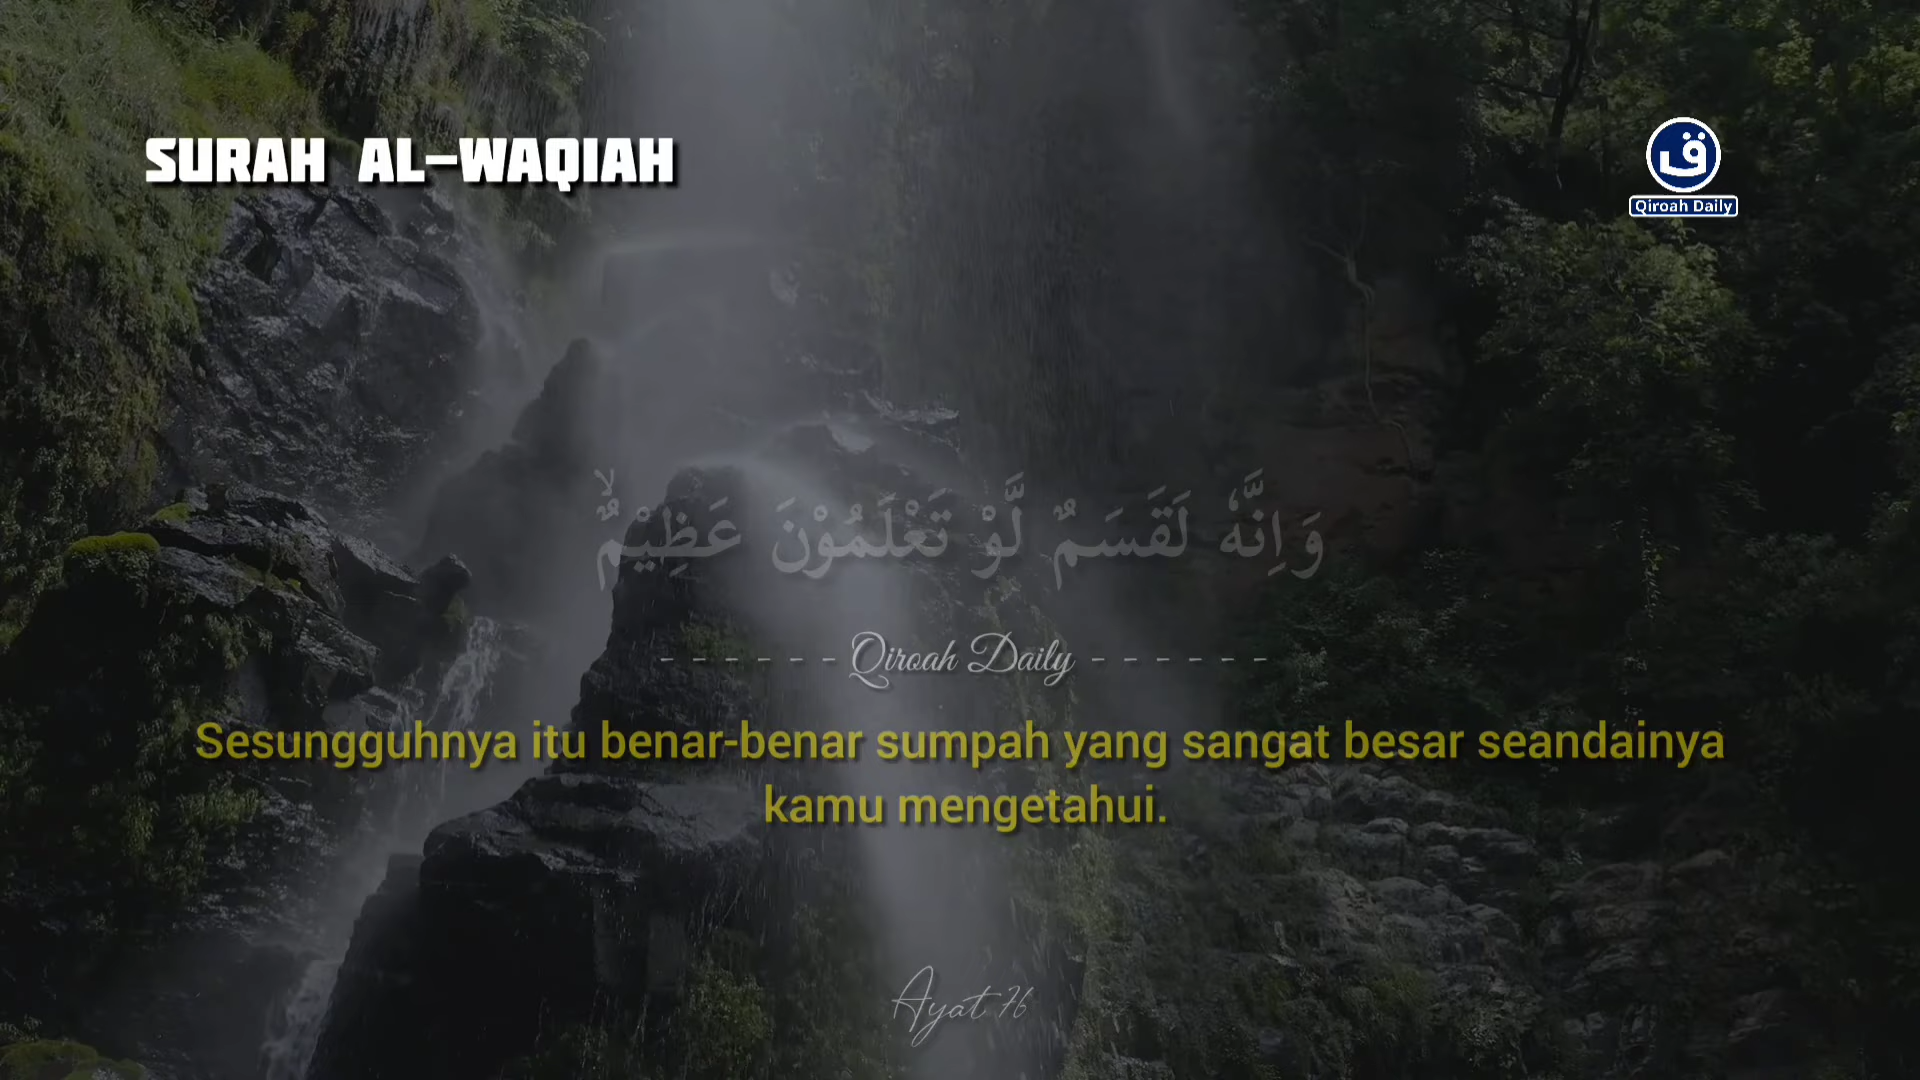 SURAH AL-WAQIAH
ق
Qiroah Daily
وَاِنَّهٗ لَقَسَمٌ لَّوْ تَعْلَمُوْنَ عَظِيْمٌۙ
- - - - - - Qiroah Daily - - - - - -
Sesungguhnya itu benar-benar sumpah yang sangat besar seandainya
kamu mengetahui.
Ayat 76